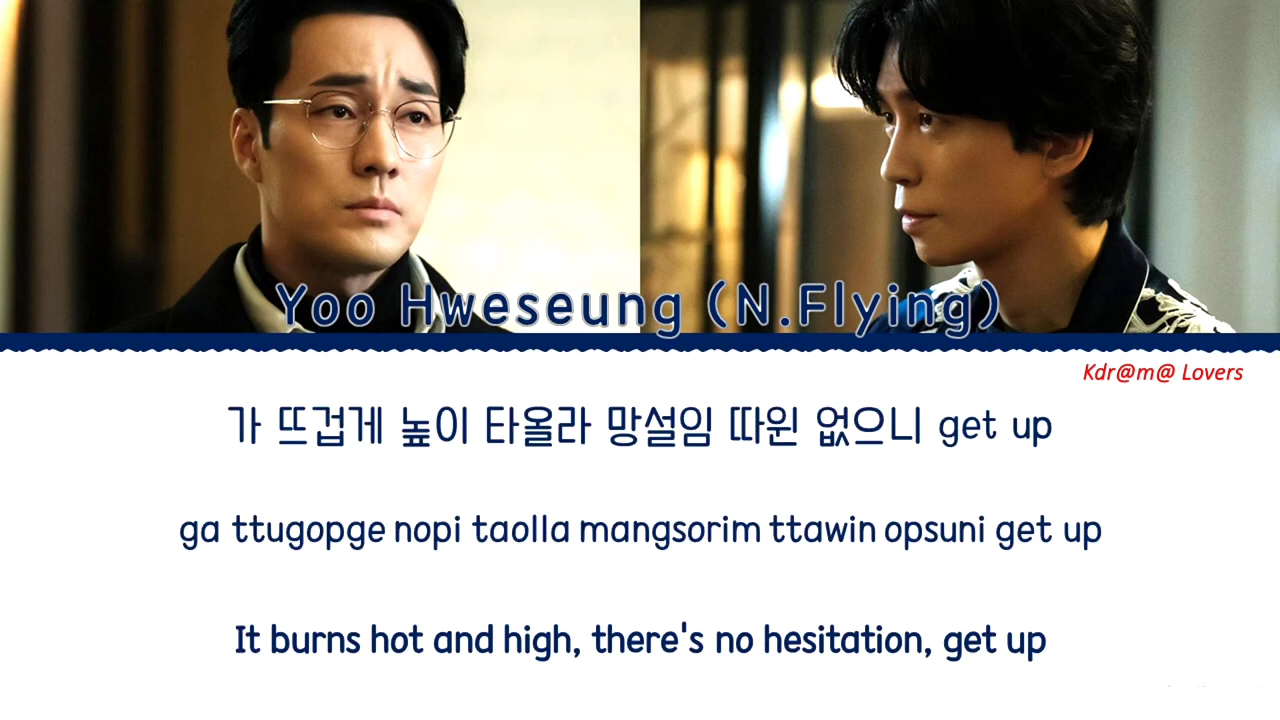 Yoo Hweseung (N.Flying)
Kdr@m@ Lovers
가 뜨겁게 높이 타올라 망설임 따윈 없으니 get up
ga ttugopge nopi taolla mangsorim ttawin opsuni get up
It burns hot and high, there's no hesitation, get up